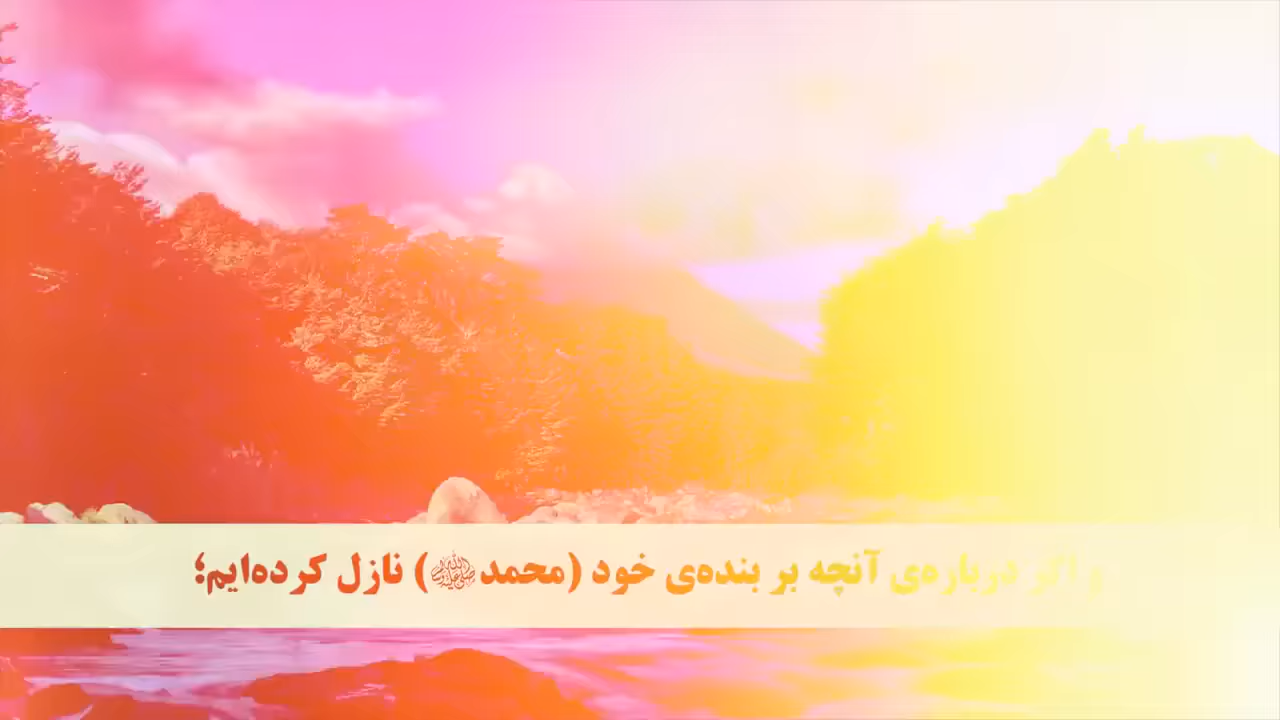 و اگر درباره‌ی آنچه بر بنده‌ی خود (محمدﷺ) نازل کرده‌ایم؛